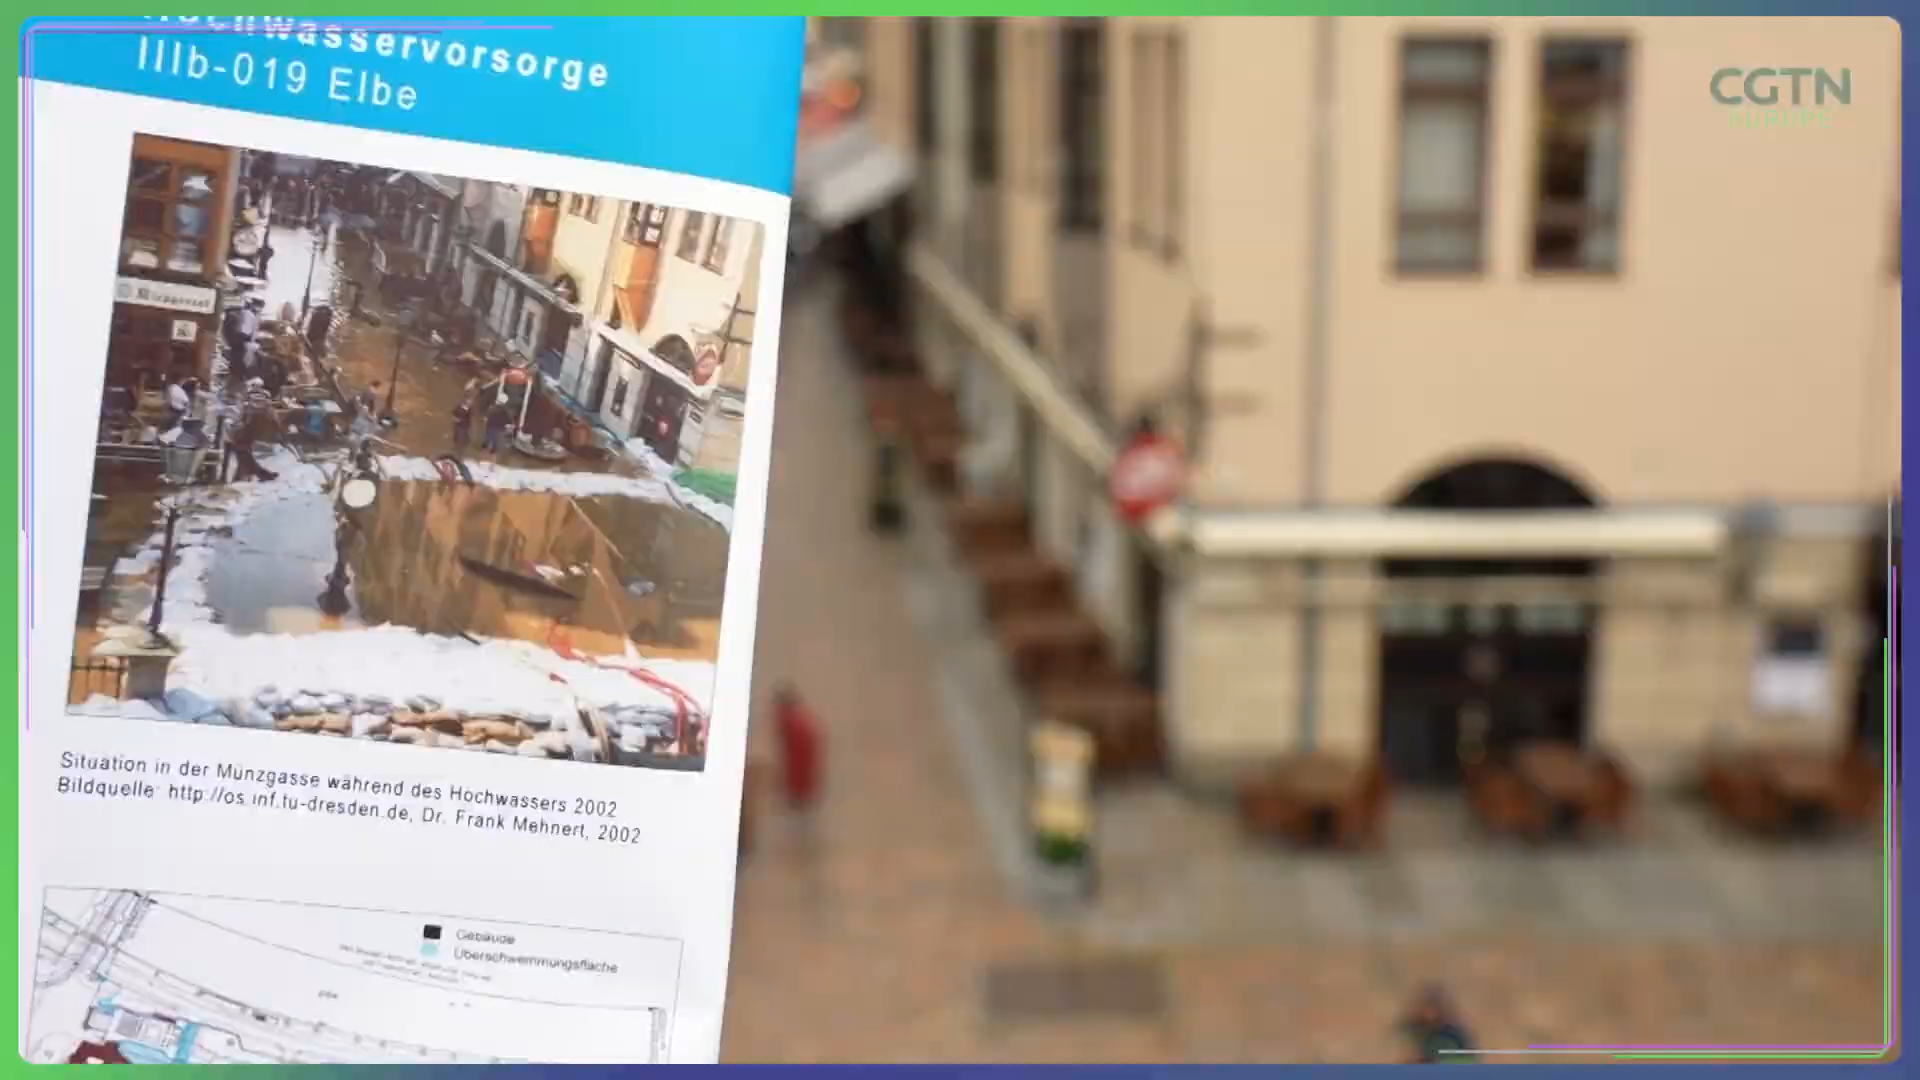 Hochwasservorsorge
IIIb-019 Elbe
CGTN
EUROPE
Münzgasse
Situation in der Münzgasse während des Hochwassers 2002
Bildquelle: http://os.inf.tu-dresden.de, Dr. Frank Mehnert, 2002
Gebäude
Überschwemmungsfläche